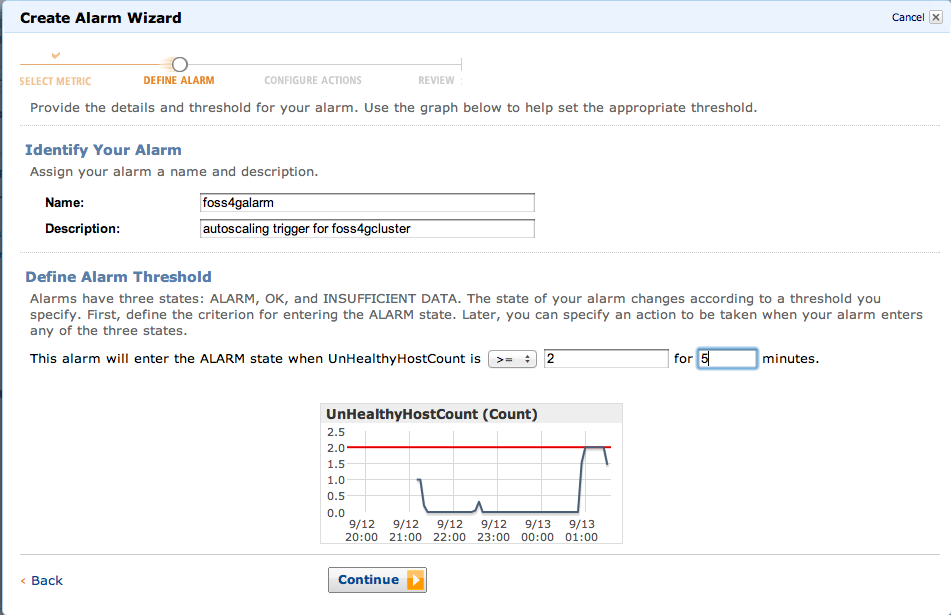 Create Alarm Wizard
Cancel
SELECT METRIC
DEFINE ALARM
CONFIGURE ACTIONS
REVIEW
Provide the details and threshold for your alarm. Use the graph below to help set the appropriate threshold.
Identify Your Alarm
Assign your alarm a name and description.
Name: foss4galarm
Description: autoscaling trigger for foss4gcluster
Define Alarm Threshold
Alarms have three states: ALARM, OK, and INSUFFICIENT DATA. The state of your alarm changes according to a threshold you
specify. First, define the criterion for entering the ALARM state. Later, you can specify an action to be taken when your alarm enters
any of the three states.
This alarm will enter the ALARM state when UnHealthyHostCount is >= 2 for 5 minutes.
UnHealthyHostCount (Count)
2.5
2.0
1.5
1.0
0.5
0.0
9/12 9/12 9/12 9/12 9/13 9/13
20:00 21:00 22:00 23:00 00:00 01:00
< Back
Continue